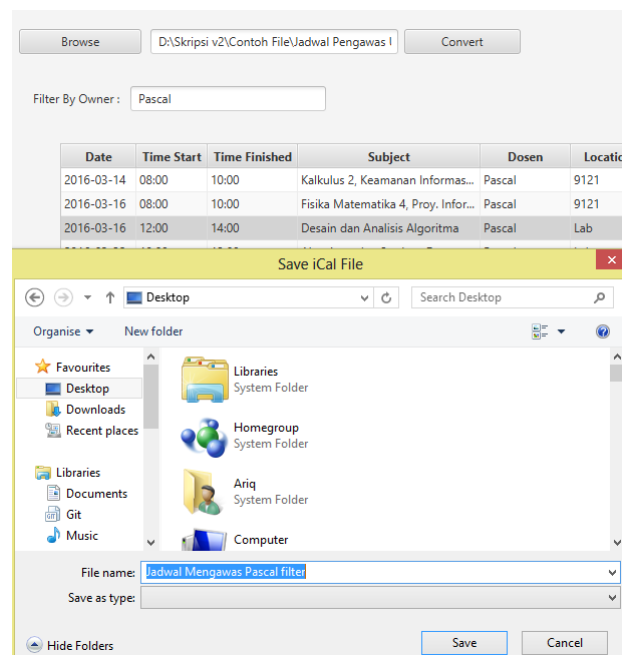 Browse D:\Skripsi v2\Contoh File\Jadwal Pengawas Convert
Filter By Owner : Pascal
Date Time Start Time Finished Subject Dosen Locatic
2016-03-14 08:00 10:00 Kalkulus 2, Keamanan Informas... Pascal 9121
2016-03-16 08:00 10:00 Fisika Matematika 4, Proy. Infor... Pascal 9121
2016-03-16 12:00 14:00 Desain dan Analisis Algoritma Pascal Lab
Save iCal File
Desktop Search Desktop
Organise New folder
Favourites
Desktop
Downloads
Recent places
Libraries
Documents
Git
Music
Libraries
System Folder
Homegroup
System Folder
Ariq
System Folder
Computer
File name: Jadwal Mengawas Pascal filter
Save as type:
Hide Folders Save Cancel